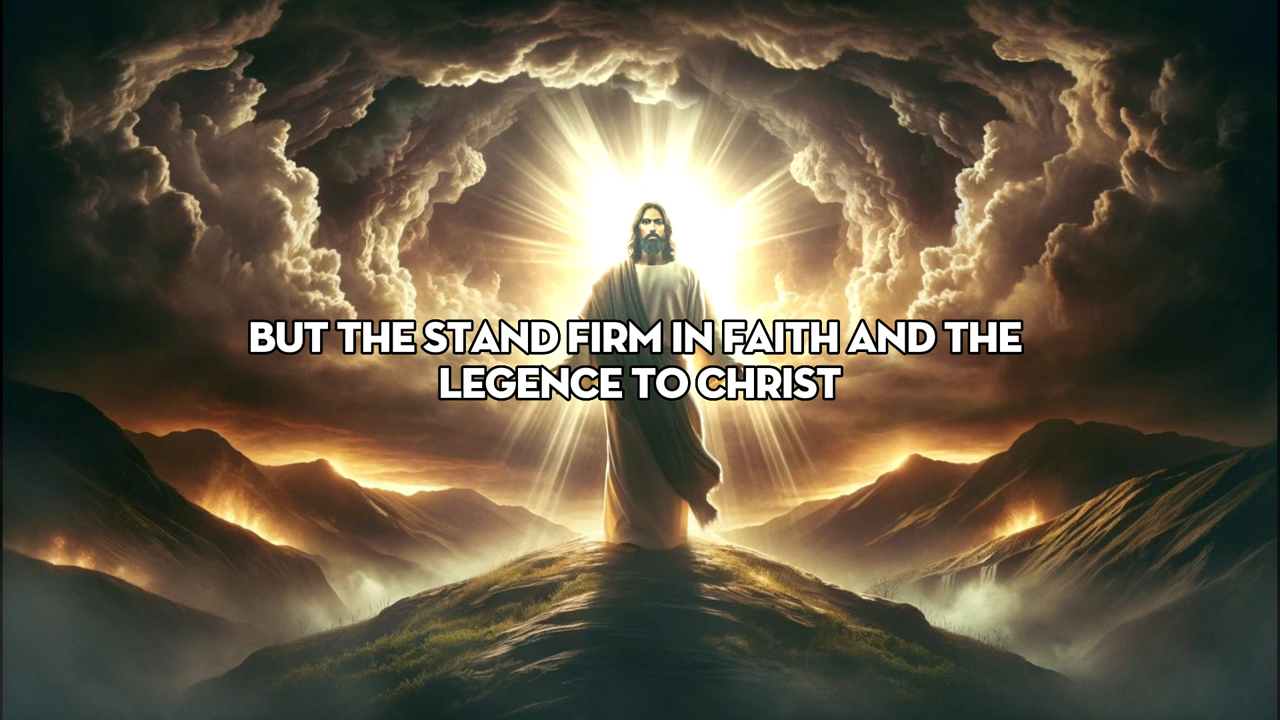 BUT THE STAND FIRM IN FAITH AND THE
LEGENCE TO CHRIST